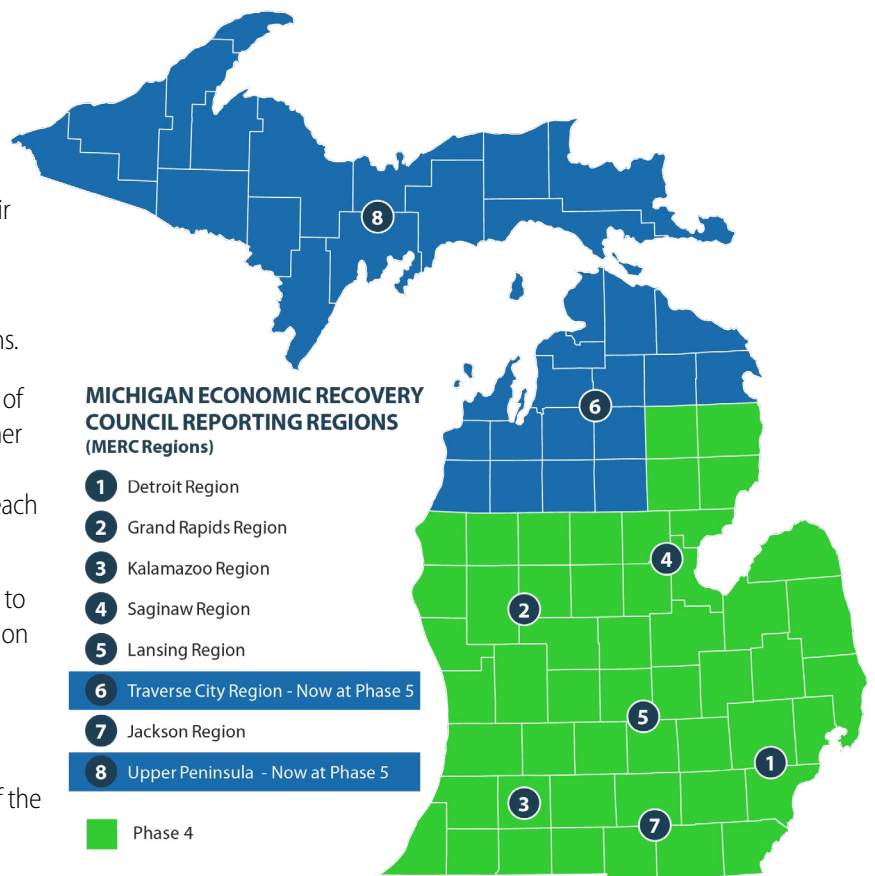 ir
ns.
of
her
each
to
on
f the
MICHIGAN ECONOMIC RECOVERY
COUNCIL REPORTING REGIONS
(MERC Regions)
1 Detroit Region
2 Grand Rapids Region
3 Kalamazoo Region
4 Saginaw Region
5 Lansing Region
6 Traverse City Region - Now at Phase 5
7 Jackson Region
8 Upper Peninsula - Now at Phase 5
Phase 4
8
6
4
2
5
1
3
7